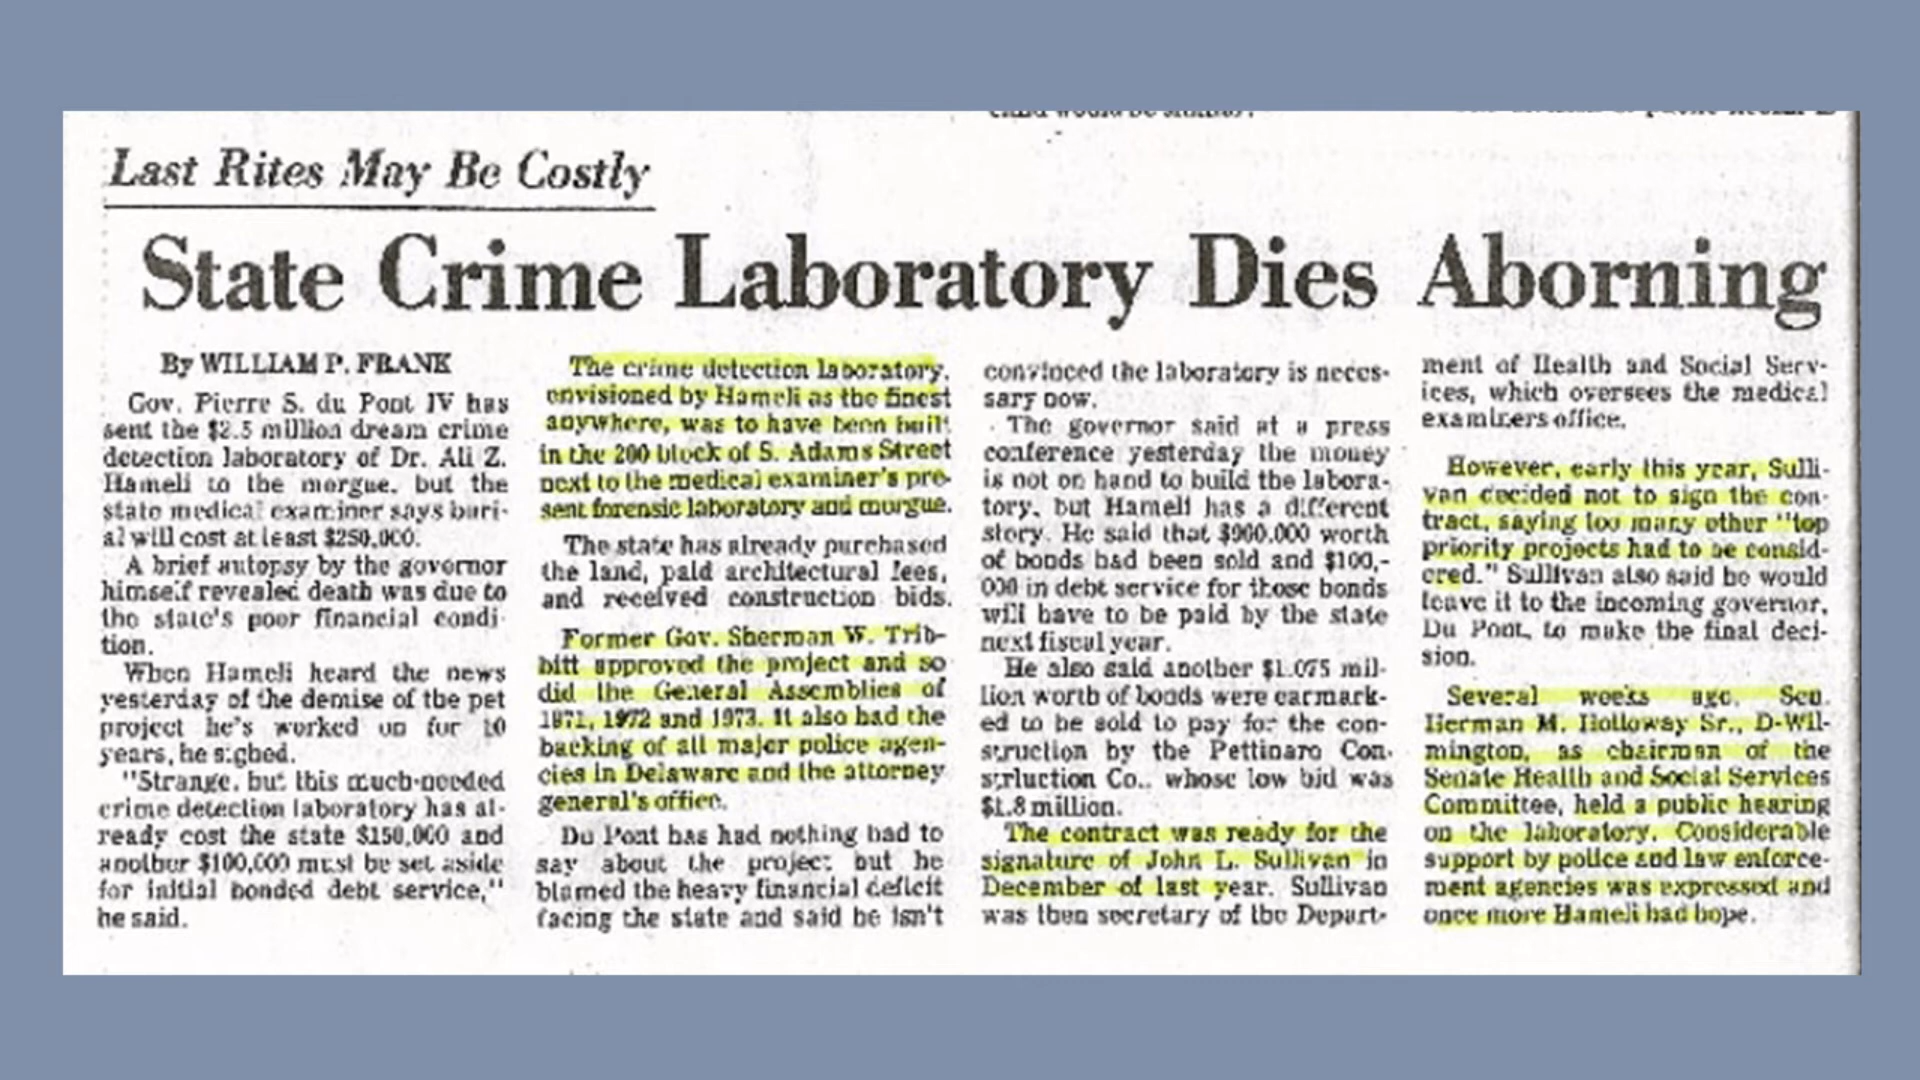 Last Rites May Be Costly
State Crime Laboratory Dies Aborning
By WILLIAM P. FRANK
Gov. Pierre S. du Pont IV has
sent the $2.5 million dream crime
detection laboratory of Dr. Ali Z.
Hameli to the morgue, but the
state medical examiner says buri-
al will cost at least $250,000.
A brief autopsy by the governor
himself revealed death was due to
the state's poor financial condi-
tion.
When Hameli heard the news
yesterday of the demise of the pet
project he's worked on for 10
years, he sighed.
"Strange, but this much-needed
crime detection laboratory has al-
ready cost the state $150,000 and
another $100,000 must be set aside
for initial bonded debt service,"
he said.
The crime detection laboratory,
envisioned by Hameli as the finest
anywhere, was to have been built
in the 200 block of S. Adams Street
next to the medical examiner's pre-
sent forensic laboratory and morgue.
The state has already purchased
the land, paid architectural fees,
and received construction bids.
Former Gov. Sherman W. Trib-
bitt approved the project and so
did the General Assemblies of
1971, 1972 and 1973. It also had the
backing of all major police agen-
cies in Delaware and the attorney
general's office.
Du Pont has had nothing bad to
say about the project but he
blamed the heavy financial deficit
facing the state and said he isn't
convinced the laboratory is neces-
sary now.
The governor said at a press
conference yesterday the money
is not on hand to build the labora-
tory, but Hameli has a different
story. He said that $900,000 worth
of bonds had been sold and $100,-
000 in debt service for those bonds
will have to be paid by the state
next fiscal year.
He also said another $1.075 mil-
lion worth of bonds were earmark-
ed to be sold to pay for the con-
struction by the Pettinaro Con-
strluction Co., whose low bid was
$1.8 million.
The contract was ready for the
signature of John L. Sullivan in
December of last year. Sullivan
was then secretary of the Depart-
ment of Health and Social Serv-
ices, which oversees the medical
examiners office.
However, early this year, Sulli-
van decided not to sign the con-
tract, saying too many other "top
priority projects had to be consid-
ered." Sullivan also said he would
leave it to the incoming governor,
Du Pont, to make the final deci-
sion.
Several weeks ago, Sen.
Herman M. Holloway Sr., D-Wil-
mington, as chairman of the
Senate Health and Social Services
Committee, held a public hearing
on the laboratory. Considerable
support by police and law enforce-
ment agencies was expressed and
once more Hameli had hope.